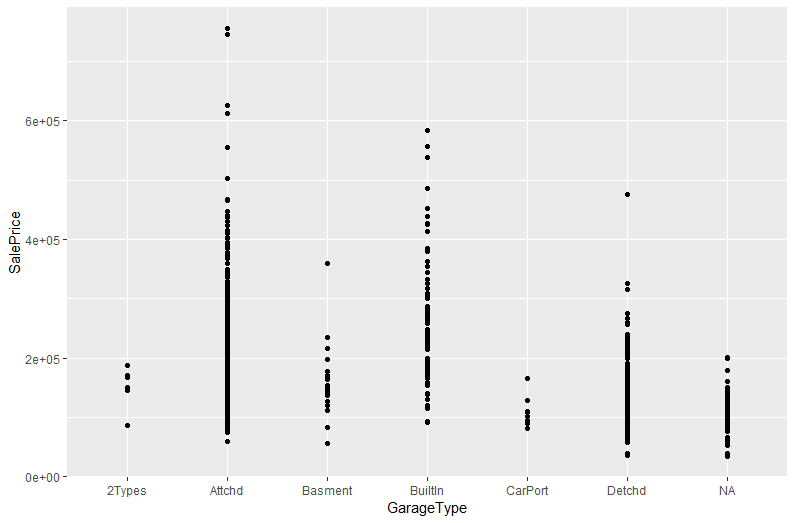 SalePrice
6e+05
4e+05
2e+05
0e+00
2Types Attchd Basment BuiltIn CarPort Detchd NA
GarageType